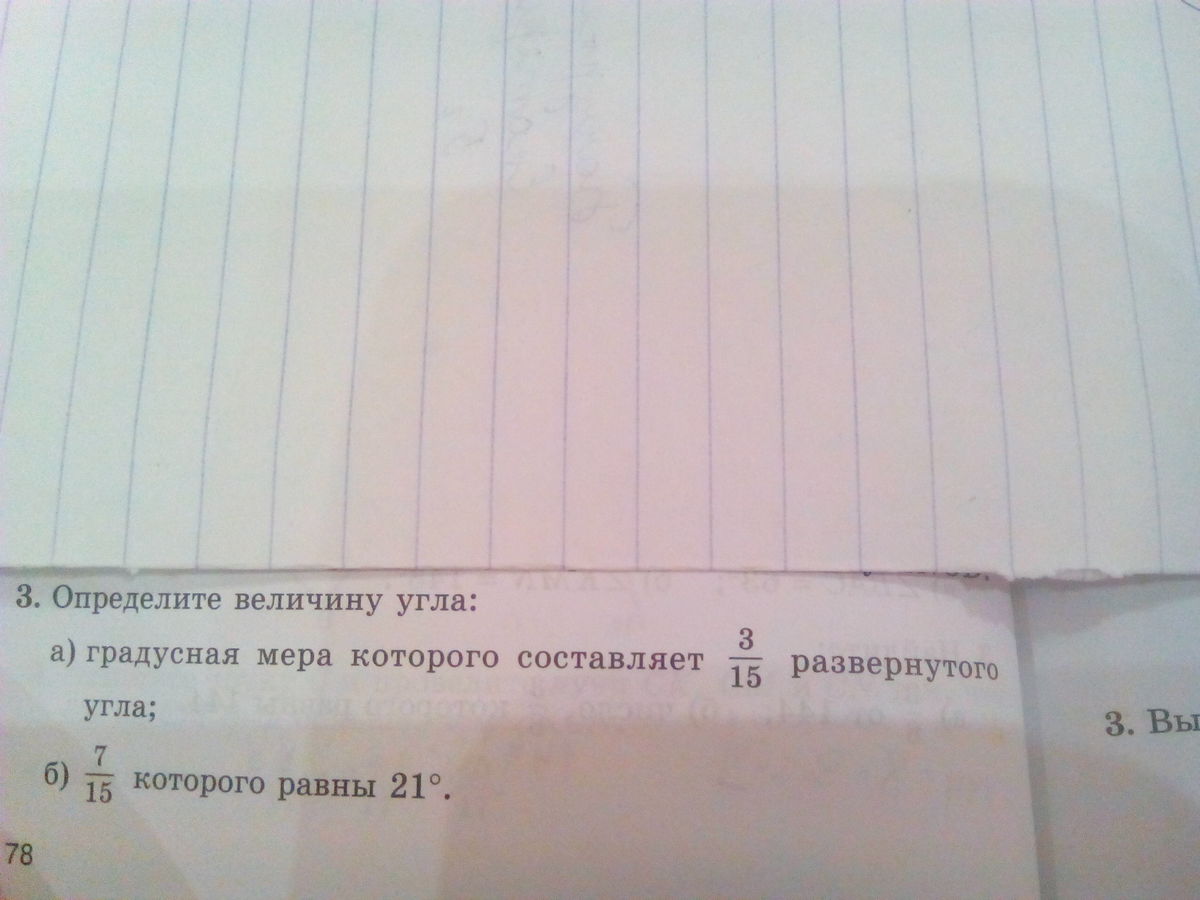 3. Определите величину угла:
а) градусная мера которого составляет 3/15 развернутого
угла;
б) 7/15 которого равны 21°.
78
3. Вы